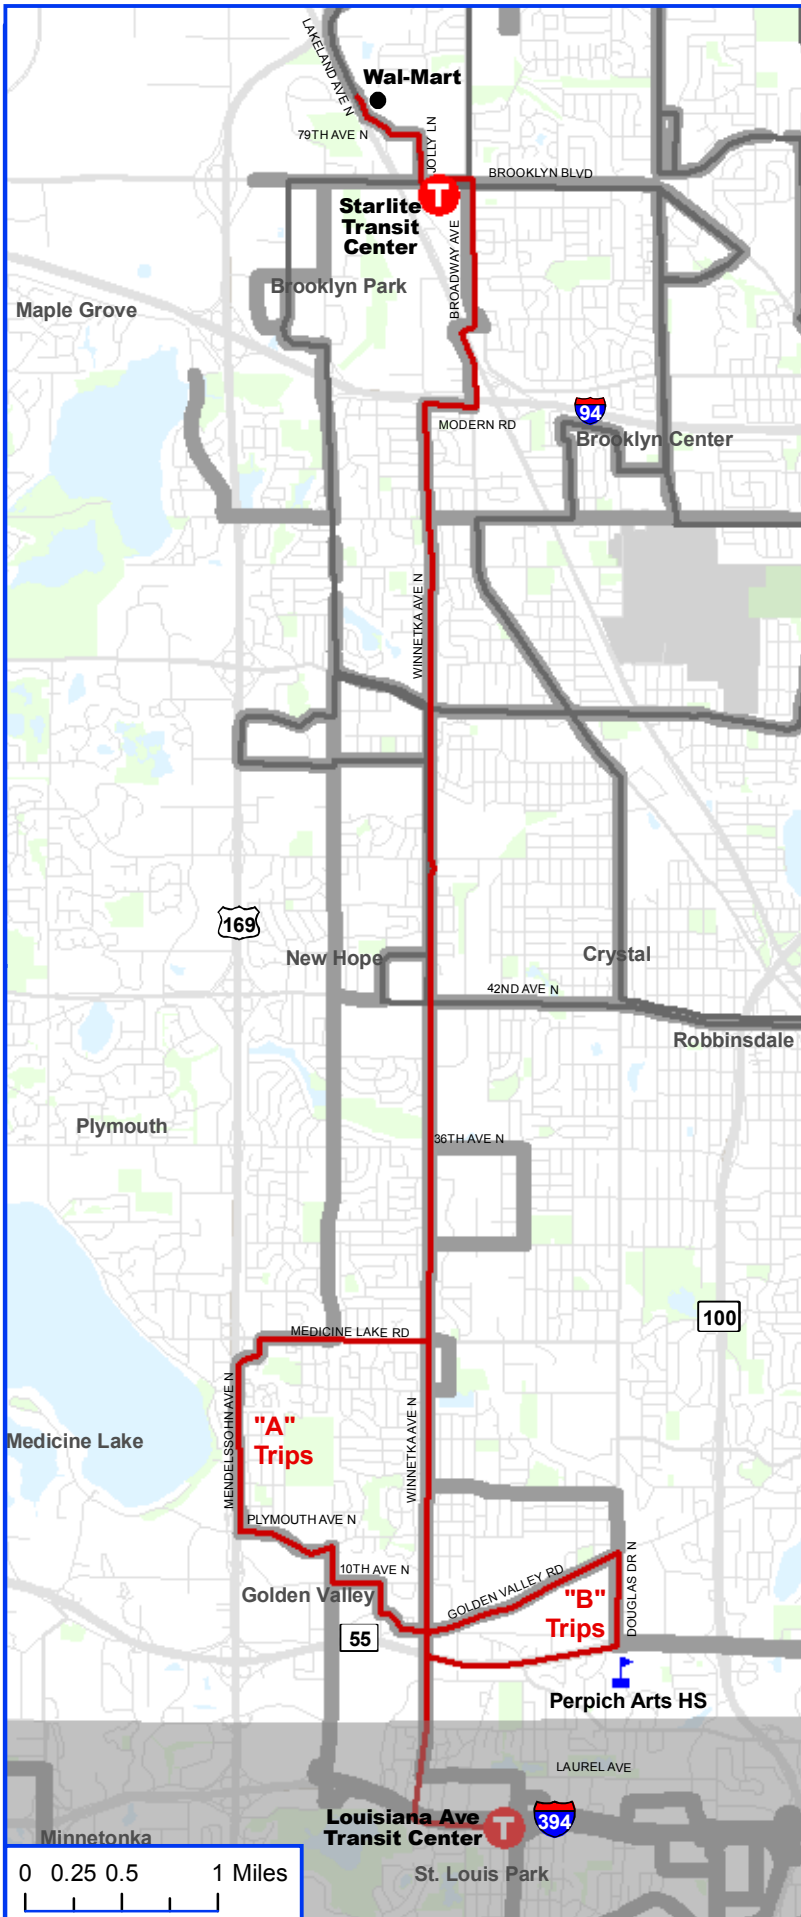 LAKELAND AVE N
Wal-Mart
79TH AVE N
JOLLY LN
BROOKLYN BLVD
T
Starlite
Transit
Center
BROADWAY AVE
Brooklyn Park
Maple Grove
94
MODERN RD
Brooklyn Center
WINNETKA AVE N
169
New Hope
Crystal
42ND AVE N
Robbinsdale
Plymouth
36TH AVE N
100
MEDICINE LAKE RD
MENDELSSOHN AVE N
"A"
Trips
WINNETKA AVE N
Medicine Lake
PLYMOUTH AVE N
10TH AVE N
GOLDEN VALLEY RD
DOUGLAS DR N
Golden Valley
"B"
Trips
55
Perpich Arts HS
LAUREL AVE
Louisiana Ave
Transit Center
T
394
Minnetonka
St. Louis Park
0 0.25 0.5 1 Miles